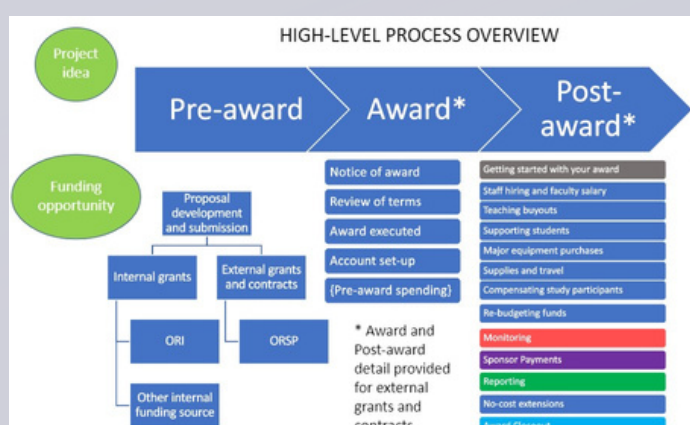 HIGH-LEVEL PROCESS OVERVIEW
Project
idea
Pre-award
Award*
Post-
award*
Funding
opportunity
Proposal
development
and submission
Internal grants
External grants
and contracts
ORI
ORSP
Other internal
funding source
Notice of award
Review of terms
Award executed
Account set-up
{Pre-award spending}
* Award and
Post-award
detail provided
for external
grants and
contracts
Getting started with your award
Staff hiring and faculty salary
Teaching buyouts
Supporting students
Major equipment purchases
Supplies and travel
Compensating study participants
Re-budgeting funds
Monitoring
Sponsor Payments
Reporting
No-cost extensions
Award Closeout